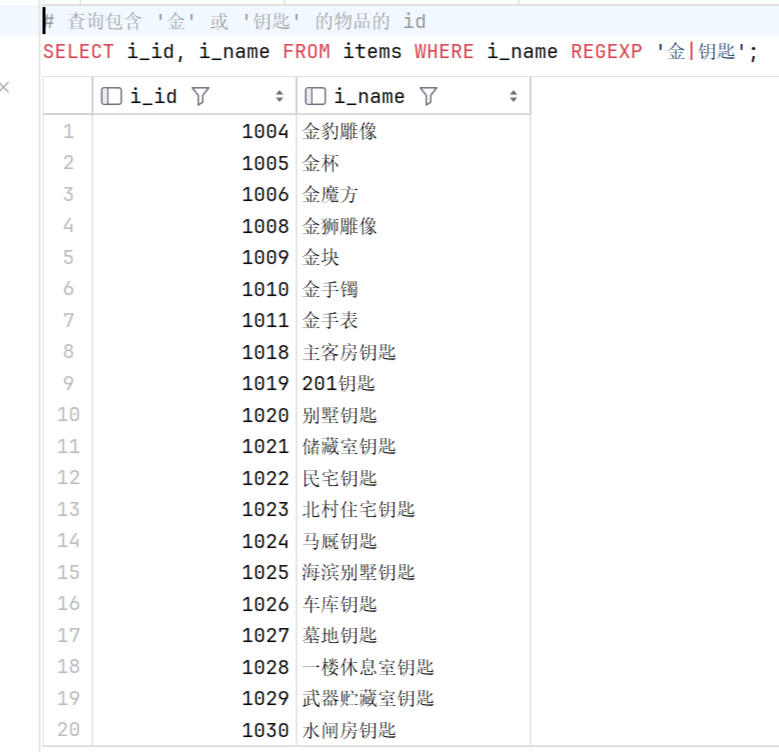 # 查询包含 '金' 或 '钥匙' 的物品的 id
SELECT i_id, i_name FROM items WHERE i_name REGEXP '金|钥匙';
i_id i_name
1 1004 金豹雕像
2 1005 金杯
3 1006 金魔方
4 1008 金狮雕像
5 1009 金块
6 1010 金手镯
7 1011 金手表
8 1018 主客房钥匙
9 1019 201钥匙
10 1020 别墅钥匙
11 1021 储藏室钥匙
12 1022 民宅钥匙
13 1023 北村住宅钥匙
14 1024 马厩钥匙
15 1025 海滨别墅钥匙
16 1026 车库钥匙
17 1027 墓地钥匙
18 1028 一楼休息室钥匙
19 1029 武器贮藏室钥匙
20 1030 水闸房钥匙